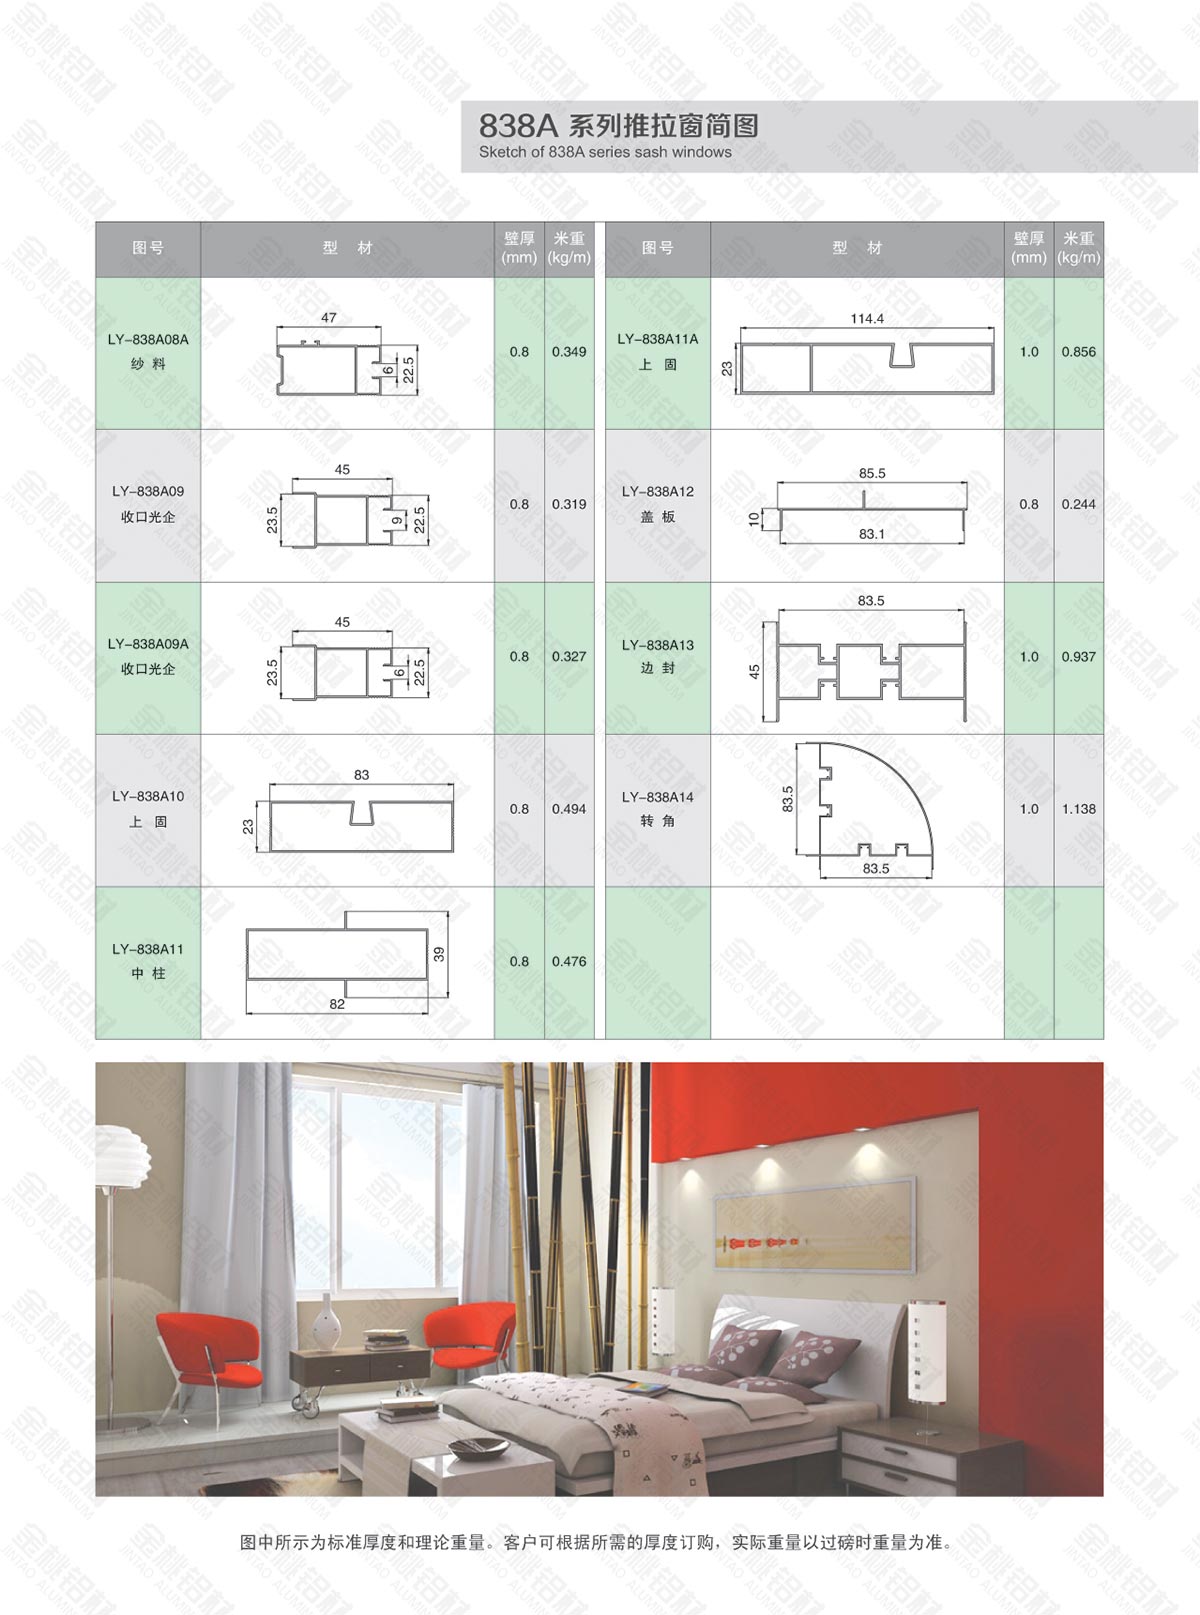 838A 系列推拉窗简图
Sketch of 838A series sash windows
图号 型 材 壁厚 (mm) 米重 (kg/m)
图号 型 材 壁厚 (mm) 米重 (kg/m)
LY-838A08A
纱 料
47
6
22.5
0.8 0.349
LY-838A09
收口光企
45
23.5
9
22.5
0.8 0.319
LY-838A09A
收口光企
45
23.5
6
22.5
0.8 0.327
LY-838A10
上 固
83
23
0.8 0.494
LY-838A11
中 柱
39
82
0.8 0.476
LY-838A11A
上 固
114.4
23
1.0 0.856
LY-838A12
盖 板
85.5
10
83.1
0.8 0.244
LY-838A13
边 封
83.5
45
1.0 0.937
LY-838A14
转 角
83.5
83.5
1.0 1.138
图中所示为标准厚度和理论重量。客户可根据所需的厚度订购，实际重量以过磅时重量为准。
金桃铝材
JINTAO ALUMINIUM